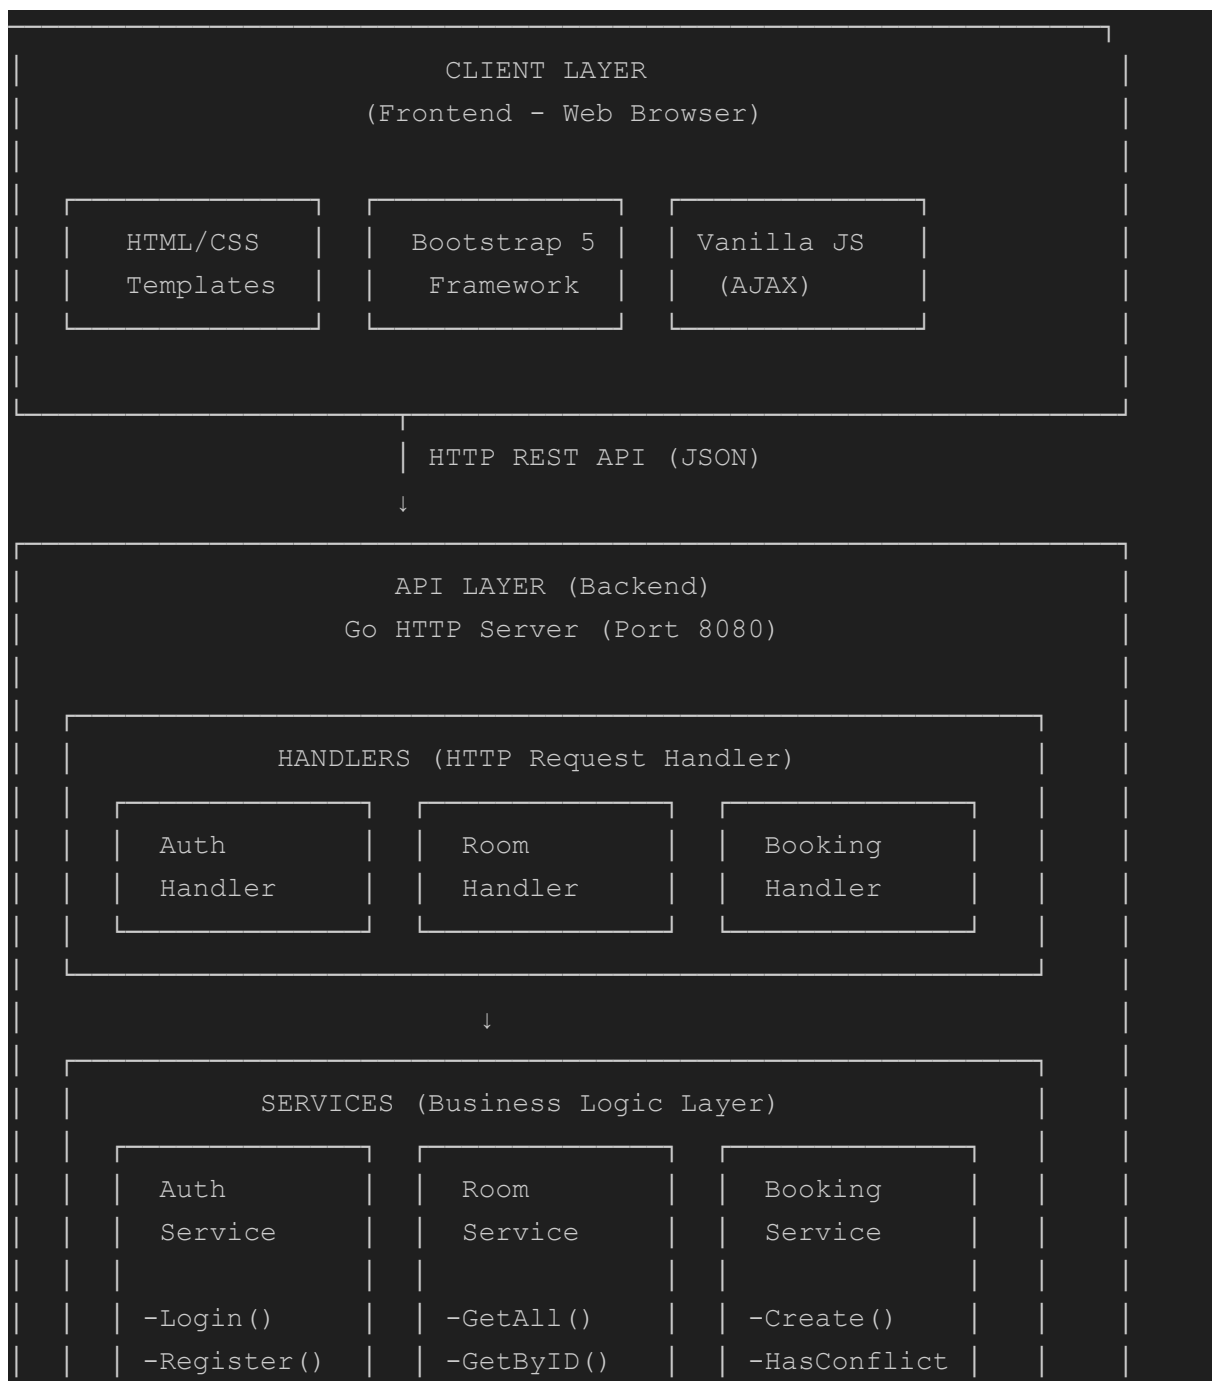 CLIENT LAYER
(Frontend - Web Browser)
HTML/CSS Bootstrap 5 Vanilla JS
Templates Framework (AJAX)
HTTP REST API (JSON)
↓
API LAYER (Backend)
Go HTTP Server (Port 8080)
HANDLERS (HTTP Request Handler)
Auth Room Booking
Handler Handler Handler
↓
SERVICES (Business Logic Layer)
Auth Room Booking
Service Service Service
-Login() -GetAll() -Create()
-Register() -GetByID() -HasConflict